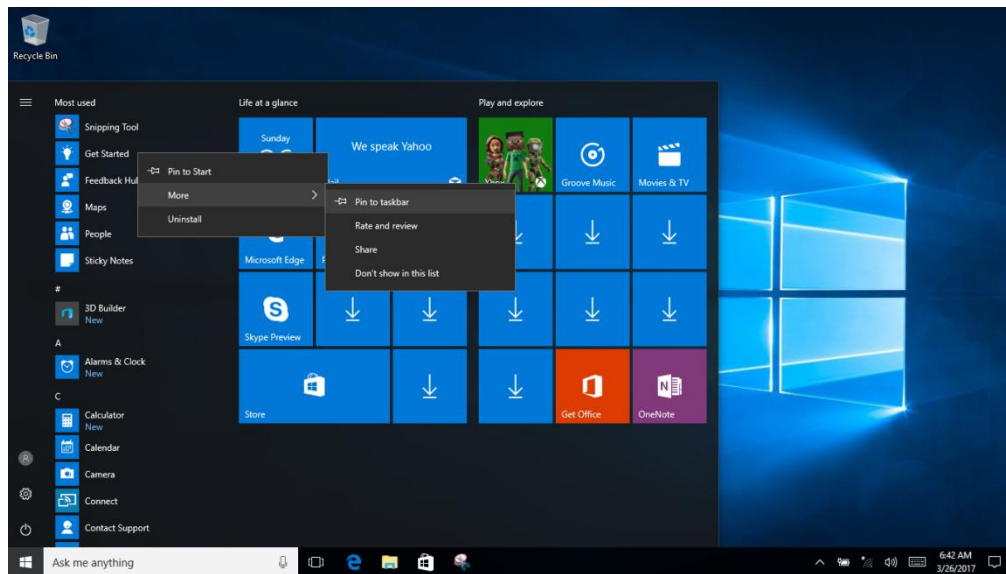 Recycle Bin
Most used
Snipping Tool
Get Started
Feedback Hu
Maps
People
Sticky Notes
#
3D Builder
New
A
Alarms & Clock
New
C
Calculator
New
Calendar
Camera
Connect
Contact Support
Pin to Start
More
Uninstall
Pin to taskbar
Rate and review
Share
Don't show in this list
Life at a glance
Sunday
We speak Yahoo
Microsoft Edge
Skype Preview
Store
Play and explore
Groove Music
Movies & TV
Get Office
OneNote
Ask me anything
6:42 AM
3/26/2017